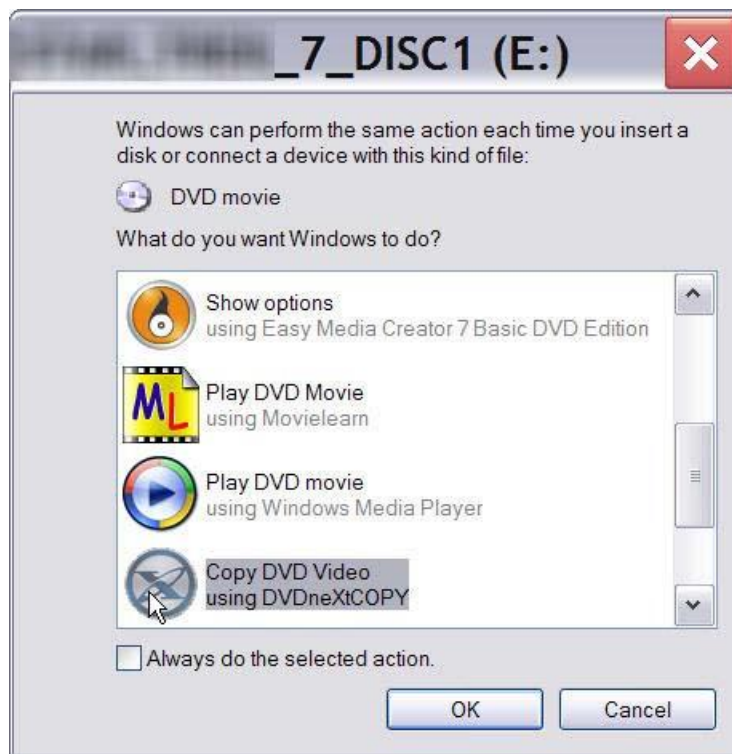 _7_DISC1 (E:)
Windows can perform the same action each time you insert a
disk or connect a device with this kind of file:
DVD movie
What do you want Windows to do?
Show options
using Easy Media Creator 7 Basic DVD Edition
ML
Play DVD Movie
using Movielearn
Play DVD movie
using Windows Media Player
Copy DVD Video
using DVDneXtCOPY
Always do the selected action.
OK
Cancel